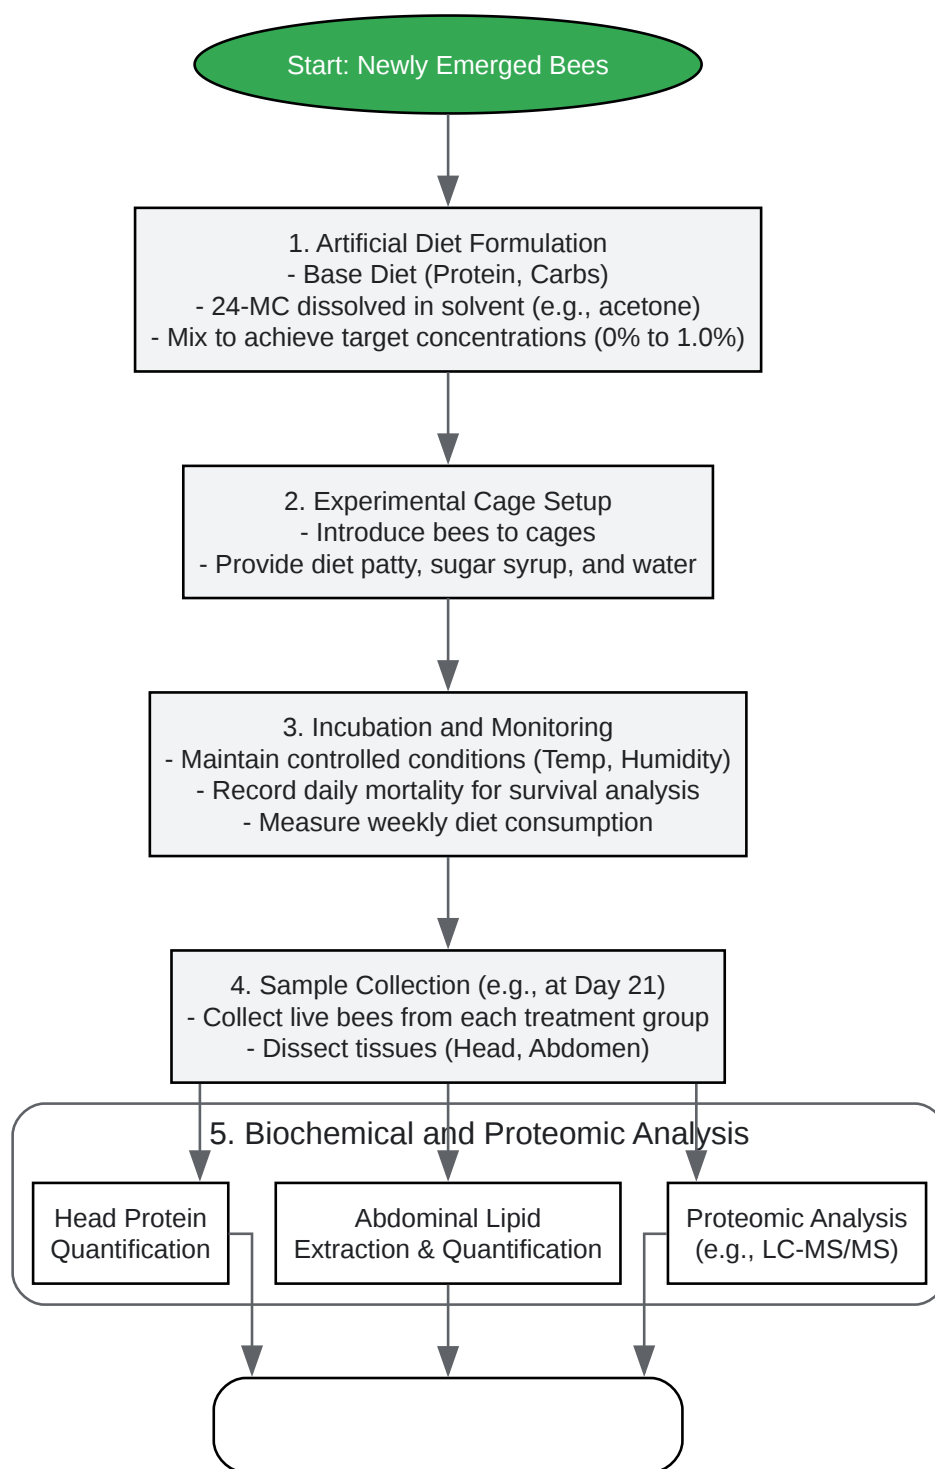 Start: Newly Emerged Bees
1. Artificial Diet Formulation
- Base Diet (Protein, Carbs)
- 24-MC dissolved in solvent (e.g., acetone)
- Mix to achieve target concentrations (0% to 1.0%)
2. Experimental Cage Setup
- Introduce bees to cages
- Provide diet patty, sugar syrup, and water
3. Incubation and Monitoring
- Maintain controlled conditions (Temp, Humidity)
- Record daily mortality for survival analysis
- Measure weekly diet consumption
4. Sample Collection (e.g., at Day 21)
- Collect live bees from each treatment group
- Dissect tissues (Head, Abdomen)
5. Biochemical and Proteomic Analysis
Head Protein
Quantification
Abdominal Lipid
Extraction & Quantification
Proteomic Analysis
(e.g., LC-MS/MS)